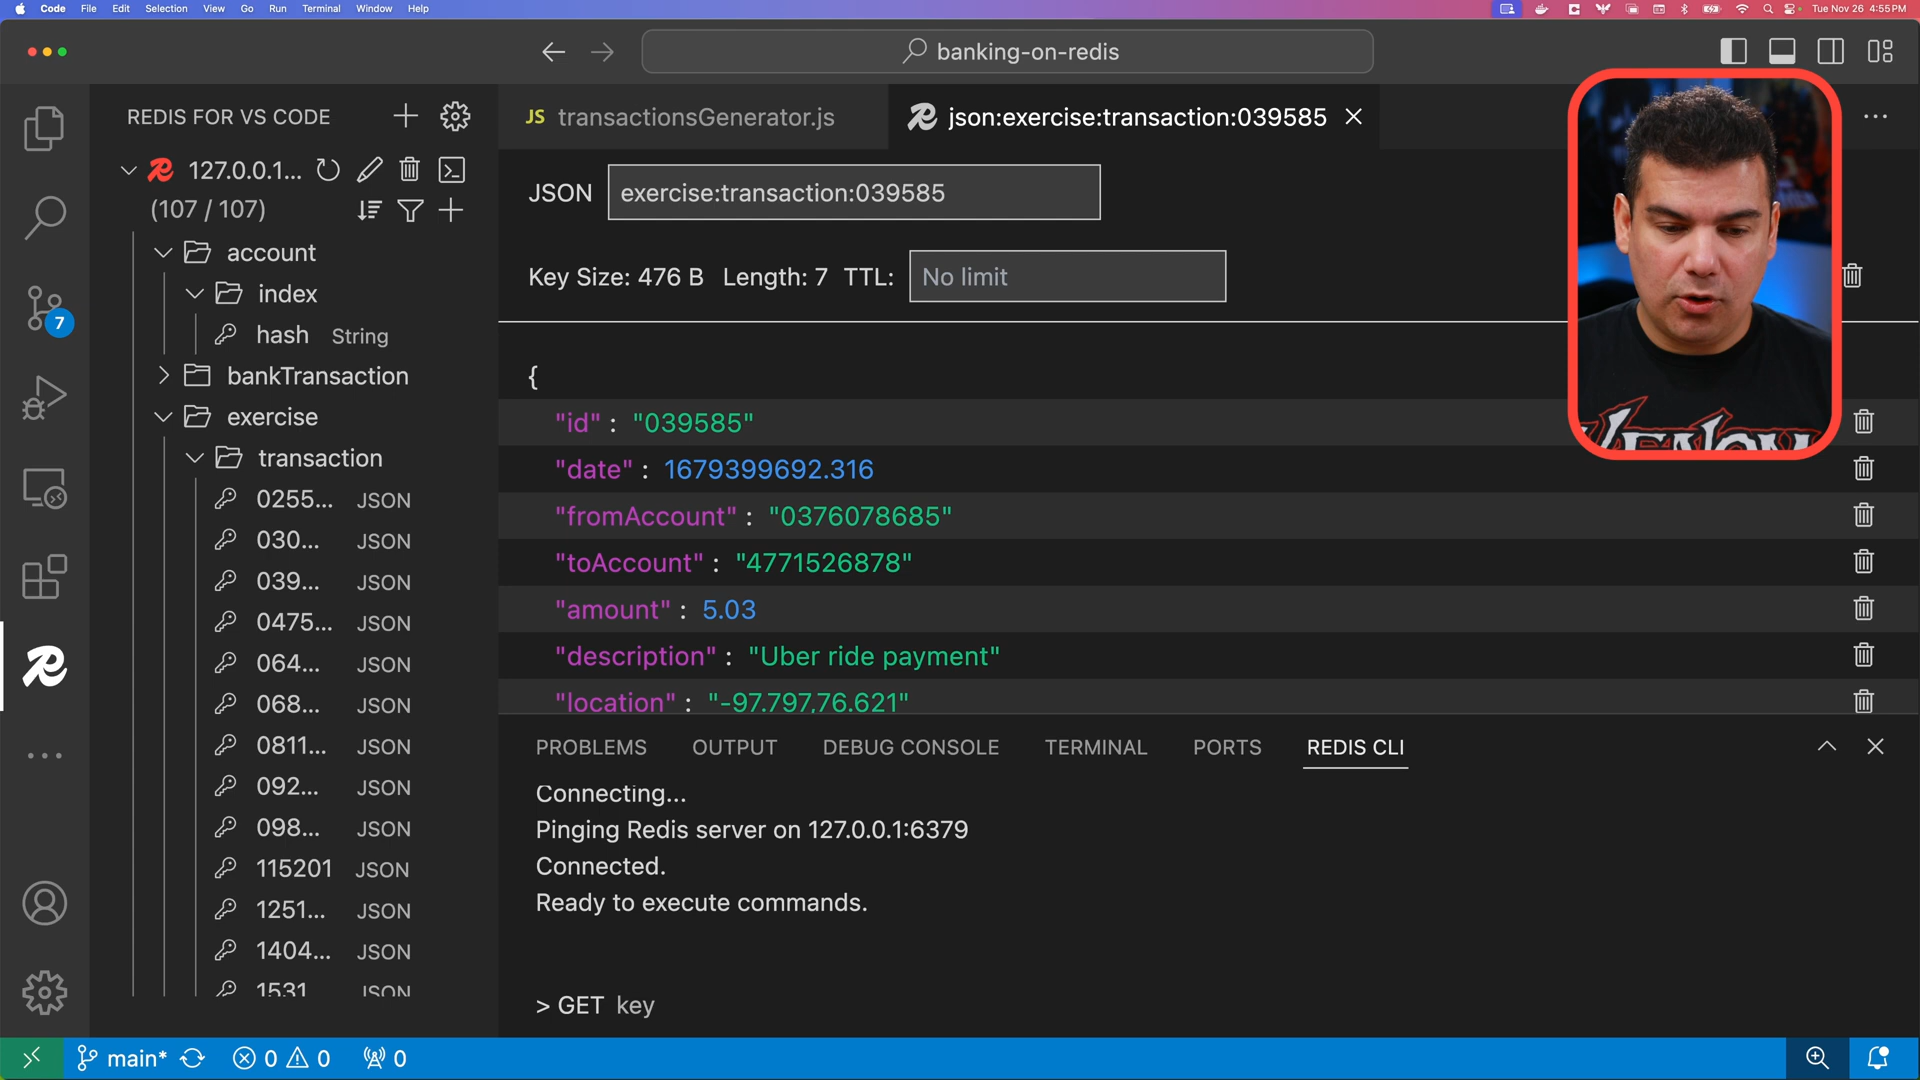 Code File Edit Selection View Go Run Terminal Window Help
Tue Nov 26 4:55 PM
banking-on-redis
REDIS FOR VS CODE
127.0.0.1...
(107 / 107)
account
index
hash String
bankTransaction
exercise
transaction
0255... JSON
030... JSON
039... JSON
0475... JSON
064... JSON
068... JSON
0811... JSON
092... JSON
098... JSON
115201 JSON
1251... JSON
1404... JSON
1531 JSON
7
JS transactionsGenerator.js
json:exercise:transaction:039585
JSON exercise:transaction:039585
Key Size: 476 B Length: 7 TTL: No limit
{
"id" : "039585"
"date" : 1679399692.316
"fromAccount" : "0376078685"
"toAccount" : "4771526878"
"amount" : 5.03
"description" : "Uber ride payment"
"location" : "-97.797,76.621"
VENOM
PROBLEMS OUTPUT DEBUG CONSOLE TERMINAL PORTS REDIS CLI
Connecting...
Pinging Redis server on 127.0.0.1:6379
Connected.
Ready to execute commands.
> GET key
main* 0 0 0